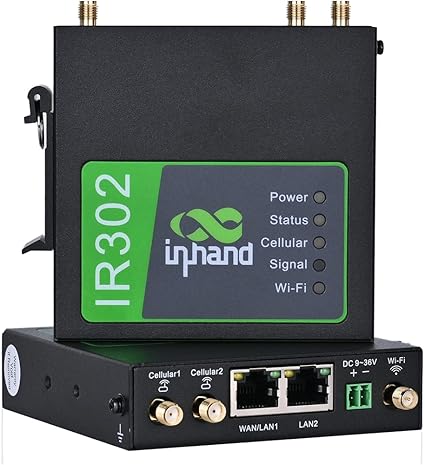 IR302
inhand
Power
Status
Cellular
Signal
Wi-Fi
Cellular1
Cellular2
WAN/LAN1
LAN2
DC 9~36V
+ −
Wi-Fi